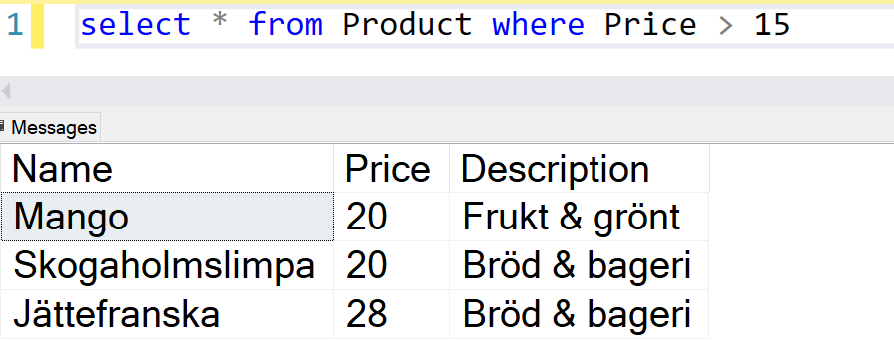 1 select * from Product where Price > 15
Messages
Name Price Description
Mango 20 Frukt & grönt
Skogaholmslimpa 20 Bröd & bageri
Jättefranska 28 Bröd & bageri